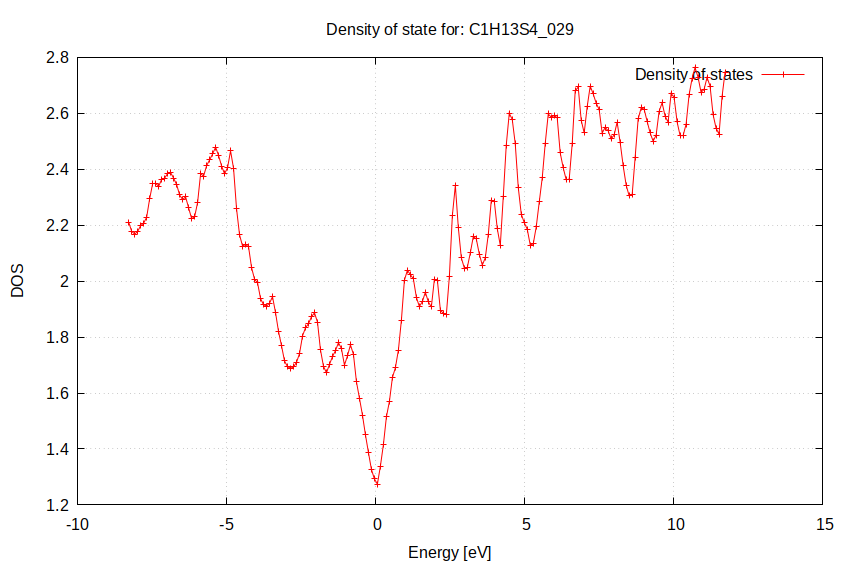 Density of state for: C1H13S4_029
Density of states
2.8
2.6
2.4
2.2
2
1.8
1.6
1.4
1.2
DOS
-10 -5 0 5 10 15
Energy [eV]